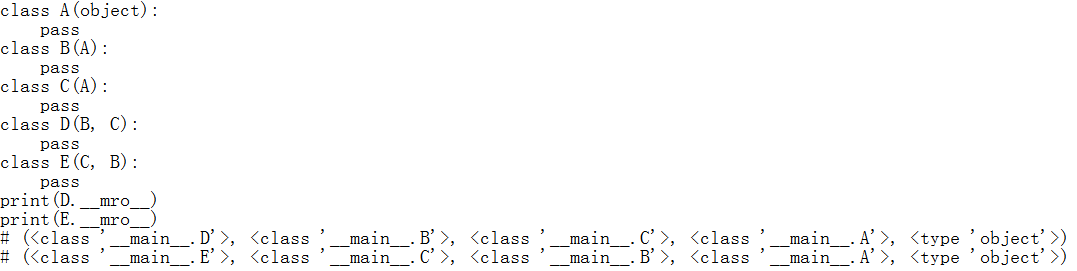 class A(object):
    pass
class B(A):
    pass
class C(A):
    pass
class D(B, C):
    pass
class E(C, B):
    pass
print(D.__mro__)
print(E.__mro__)
# (<class '__main__.D'>, <class '__main__.B'>, <class '__main__.C'>, <class '__main__.A'>, <type 'object'>)
# (<class '__main__.E'>, <class '__main__.C'>, <class '__main__.B'>, <class '__main__.A'>, <type 'object'>)